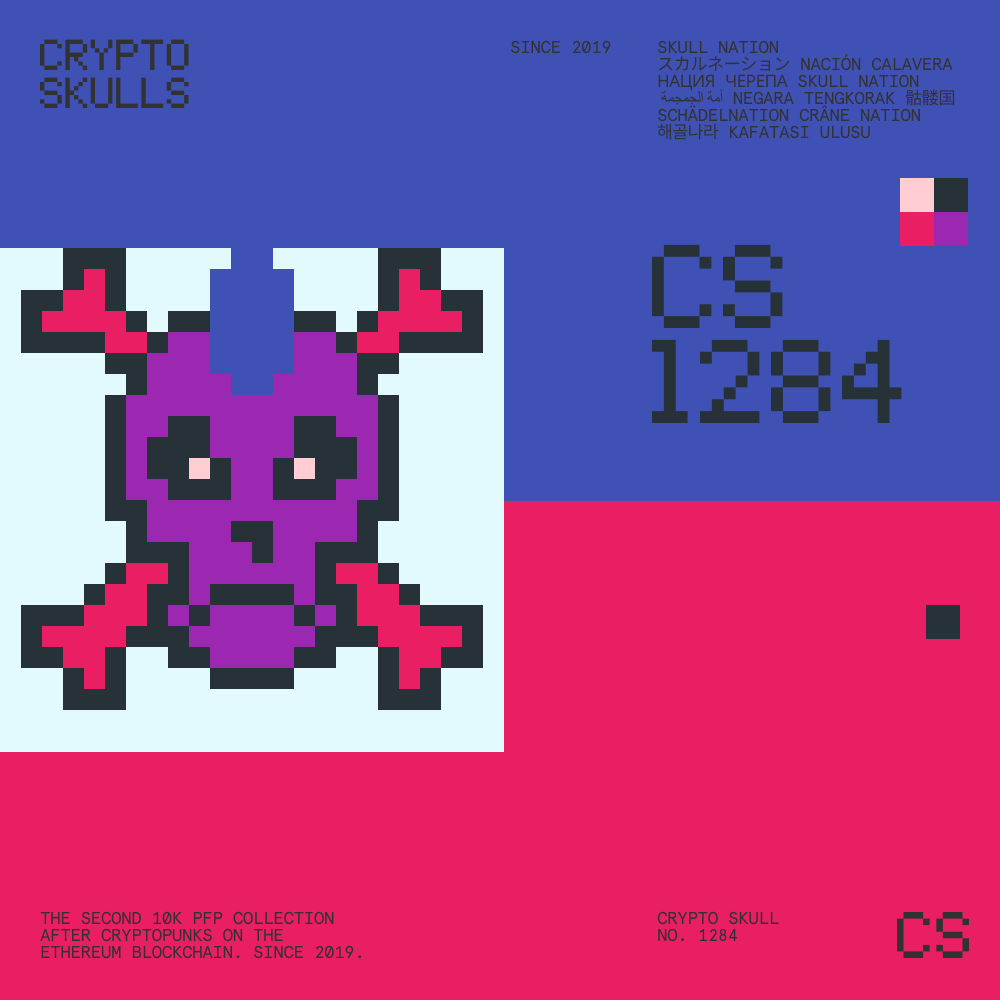 CRYPTO
SKULLS
SINCE 2019
SKULL NATION
スカルネーション NACIÓN CALAVERA
НАЦИЯ ЧЕРЕПА SKULL NATION
أمة الجمجمة NEGARA TENGKORAK 骷髅国
SCHÄDELNATION CRÂNE NATION
해골나라 KAFATASI ULUSU
CS
1284
THE SECOND 10K PFP COLLECTION
AFTER CRYPTOPUNKS ON THE
ETHEREUM BLOCKCHAIN. SINCE 2019.
CRYPTO SKULL
NO. 1284
CS